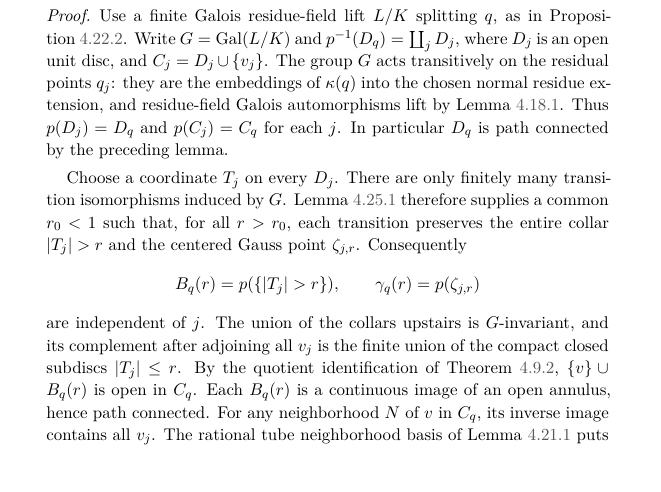 Proof. Use a finite Galois residue-field lift L/K splitting q, as in Proposi-
tion 4.22.2. Write G = Gal(L/K) and p⁻¹(D_q) = ∐_j D_j, where D_j is an open
unit disc, and C_j = D_j ∪ {v_j}. The group G acts transitively on the residual
points q_j: they are the embeddings of κ(q) into the chosen normal residue ex-
tension, and residue-field Galois automorphisms lift by Lemma 4.18.1. Thus
p(D_j) = D_q and p(C_j) = C_q for each j. In particular D_q is path connected
by the preceding lemma.
Choose a coordinate T_j on every D_j. There are only finitely many transi-
tion isomorphisms induced by G. Lemma 4.25.1 therefore supplies a common
r_0 < 1 such that, for all r > r_0, each transition preserves the entire collar
|T_j| > r and the centered Gauss point ζ_{j,r}. Consequently
B_q(r) = p({|T_j| > r}), γ_q(r) = p(ζ_{j,r})
are independent of j. The union of the collars upstairs is G-invariant, and
its complement after adjoining all v_j is the finite union of the compact closed
subdiscs |T_j| ≤ r. By the quotient identification of Theorem 4.9.2, {v} ∪
B_q(r) is open in C_q. Each B_q(r) is a continuous image of an open annulus,
hence path connected. For any neighborhood N of v in C_q, its inverse image
contains all v_j. The rational tube neighborhood basis of Lemma 4.21.1 puts